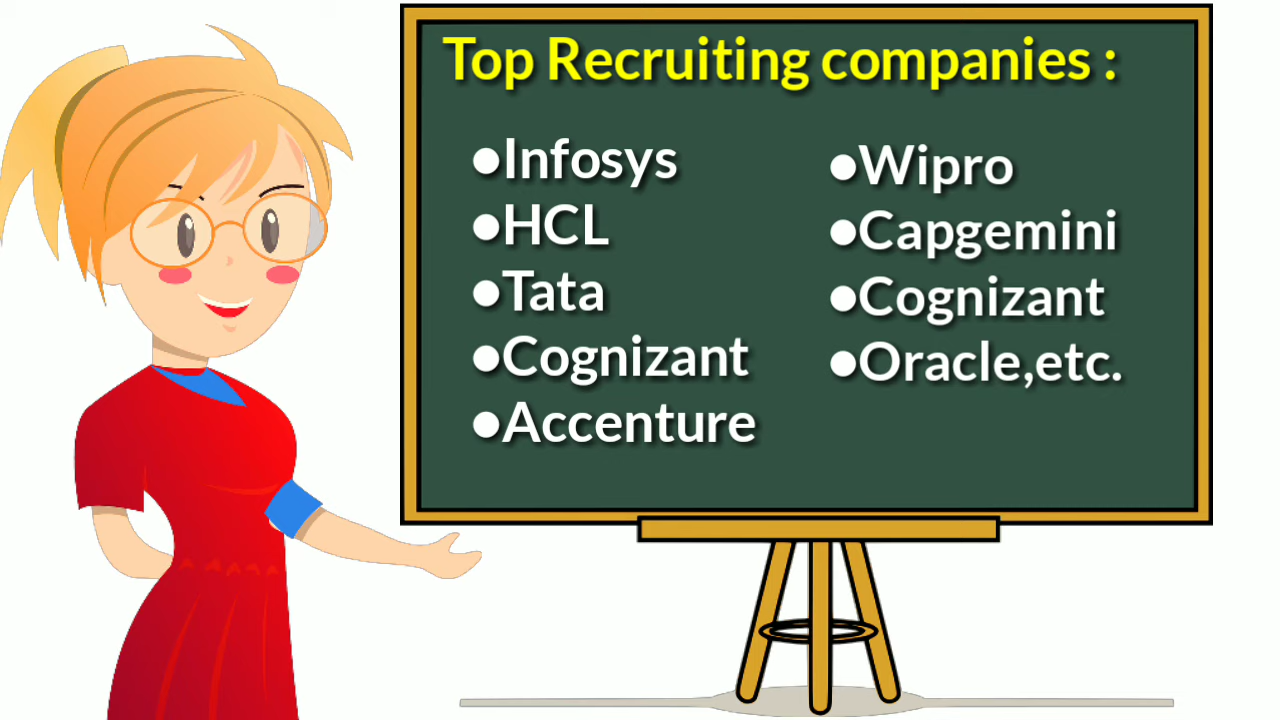 Top Recruiting companies :
●Infosys
●HCL
●Tata
●Cognizant
●Accenture
●Wipro
●Capgemini
●Cognizant
●Oracle,etc.